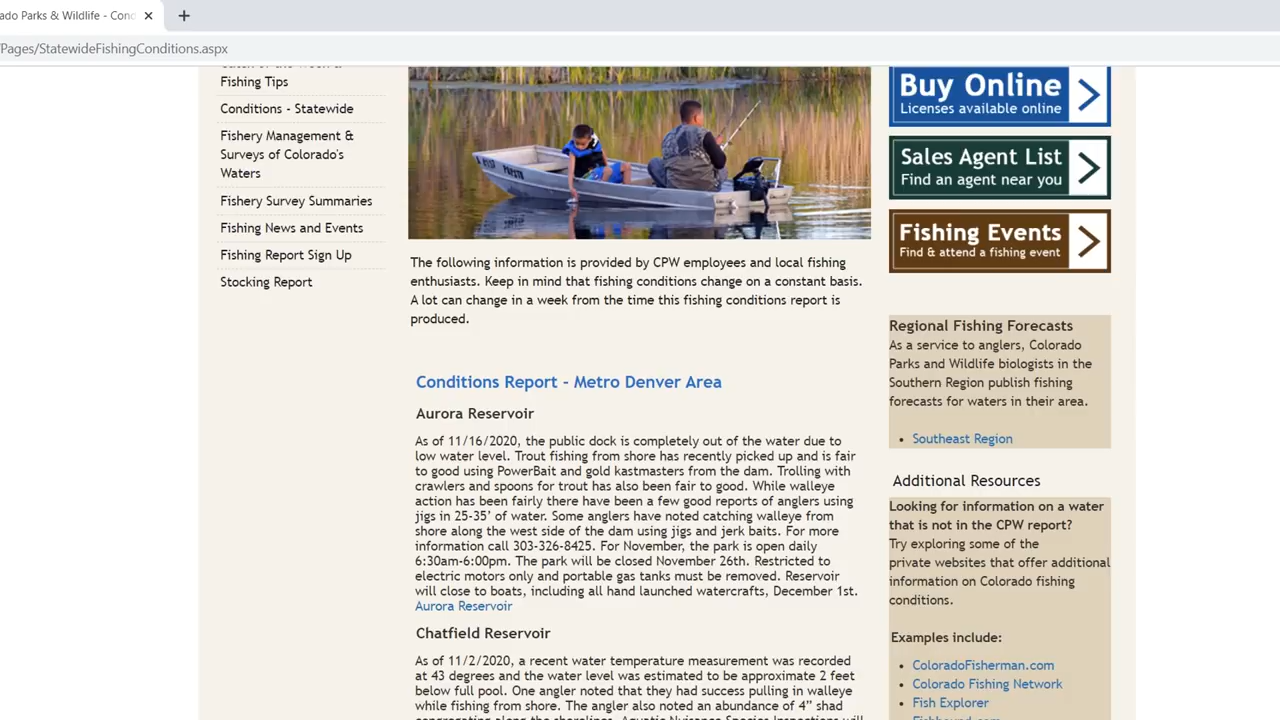 ado Parks & Wildlife - Con
/Pages/StatewideFishingConditions.aspx
Fishing Tips
Conditions - Statewide
Fishery Management &
Surveys of Colorado's
Waters
Fishery Survey Summaries
Fishing News and Events
Fishing Report Sign Up
Stocking Report
The following information is provided by CPW employees and local fishing
enthusiasts. Keep in mind that fishing conditions change on a constant basis.
A lot can change in a week from the time this fishing conditions report is
produced.
Conditions Report - Metro Denver Area
Aurora Reservoir
As of 11/16/2020, the public dock is completely out of the water due to
low water level. Trout fishing from shore has recently picked up and is fair
to good using PowerBait and gold kastmasters from the dam. Trolling with
crawlers and spoons for trout has also been fair to good. While walleye
action has been fairly there have been a few good reports of anglers using
jigs in 25-35' of water. Some anglers have noted catching walleye from
shore along the west side of the dam using jigs and jerk baits. For more
information call 303-326-8425. For November, the park is open daily
6:30am-6:00pm. The park will be closed November 26th. Restricted to
electric motors only and portable gas tanks must be removed. Reservoir
will close to boats, including all hand launched watercrafts, December 1st.
Aurora Reservoir
Chatfield Reservoir
As of 11/2/2020, a recent water temperature measurement was recorded
at 43 degrees and the water level was estimated to be approximate 2 feet
below full pool. One angler noted that they had success pulling in walleye
while fishing from shore. The angler also noted an abundance of 4” shad
Buy Online
Licenses available online
Sales Agent List
Find an agent near you
Fishing Events
Find & attend a fishing event
Regional Fishing Forecasts
As a service to anglers, Colorado
Parks and Wildlife biologists in the
Southern Region publish fishing
forecasts for waters in their area.
• Southeast Region
Additional Resources
Looking for information on a water
that is not in the CPW report?
Try exploring some of the
private websites that offer additional
information on Colorado fishing
conditions.
Examples include:
• ColoradoFisherman.com
• Colorado Fishing Network
• Fish Explorer